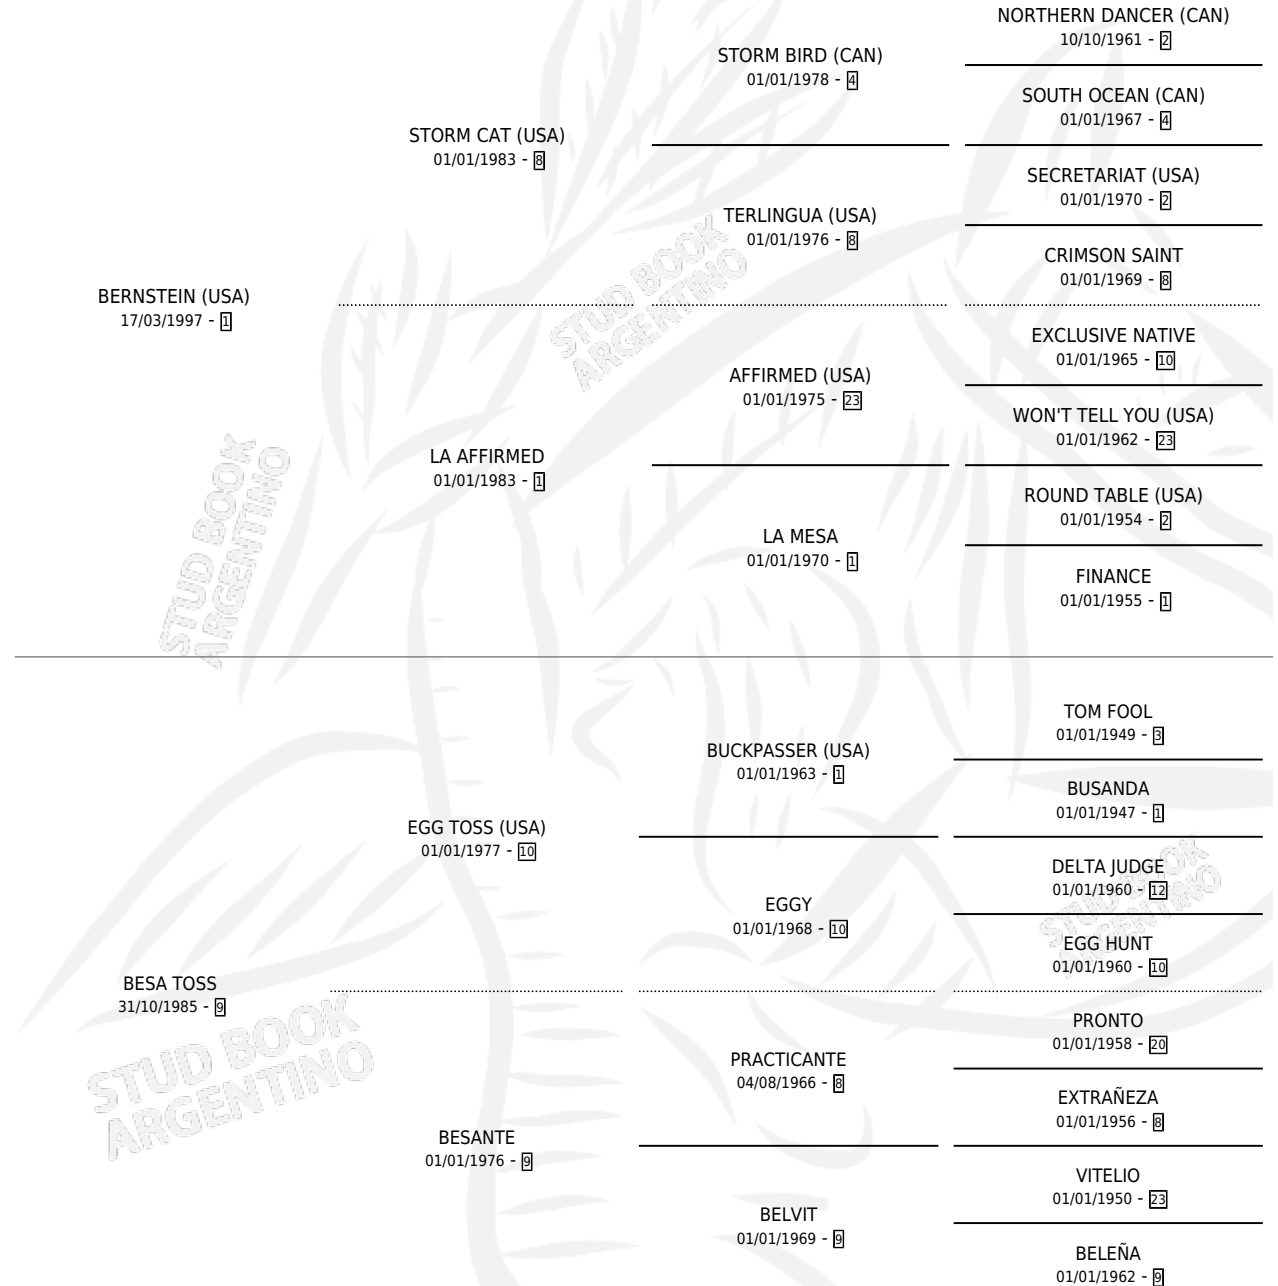 NORTHERN DANCER (CAN)
10/10/1961 - 2
STORM BIRD (CAN)
01/01/1978 - 4
SOUTH OCEAN (CAN)
01/01/1967 - 4
STORM CAT (USA)
01/01/1983 - 8
SECRETARIAT (USA)
01/01/1970 - 2
TERLINGUA (USA)
01/01/1976 - 8
CRIMSON SAINT
01/01/1969 - 8
BERNSTEIN (USA)
17/03/1997 - 1
EXCLUSIVE NATIVE
01/01/1965 - 10
AFFIRMED (USA)
01/01/1975 - 23
WON'T TELL YOU (USA)
01/01/1962 - 23
LA AFFIRMED
01/01/1983 - 1
ROUND TABLE (USA)
01/01/1954 - 2
LA MESA
01/01/1970 - 1
FINANCE
01/01/1955 - 1
STUD BOOK
ARGENTINO
STUD BOOK
ARGENTINO
TOM FOOL
01/01/1949 - 3
BUCKPASSER (USA)
01/01/1963 - 1
BUSANDA
01/01/1947 - 1
EGG TOSS (USA)
01/01/1977 - 10
DELTA JUDGE
01/01/1960 - 12
EGGY
01/01/1968 - 10
EGG HUNT
01/01/1960 - 10
BESA TOSS
31/10/1985 - 9
PRONTO
01/01/1958 - 20
PRACTICANTE
04/08/1966 - 8
EXTRAÑEZA
01/01/1956 - 8
BESANTE
01/01/1976 - 9
VITELIO
01/01/1950 - 23
BELVIT
01/01/1969 - 9
BELEÑA
01/01/1962 - 9
STUD BOOK
ARGENTINO
STUD BOOK
ARGENTINO